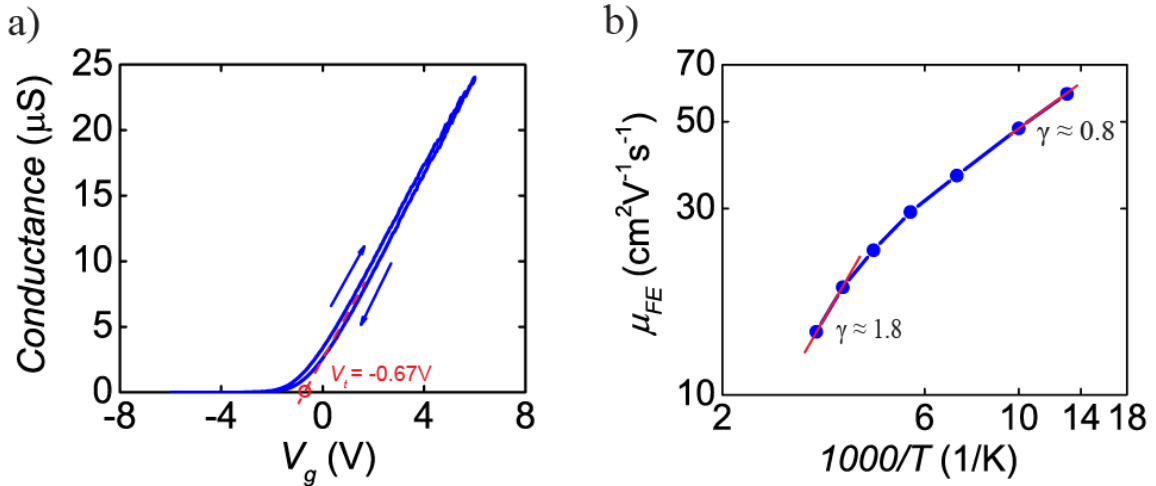 a)
Conductance (μS)
25
20
15
10
5
0
-8
-4
0
4
8
V_t = -0.67V
V_g (V)
b)
μ_FE (cm²V⁻¹s⁻¹)
70
50
30
10
2
6
10
14
18
γ ≈ 0.8
γ ≈ 1.8
1000/T (1/K)